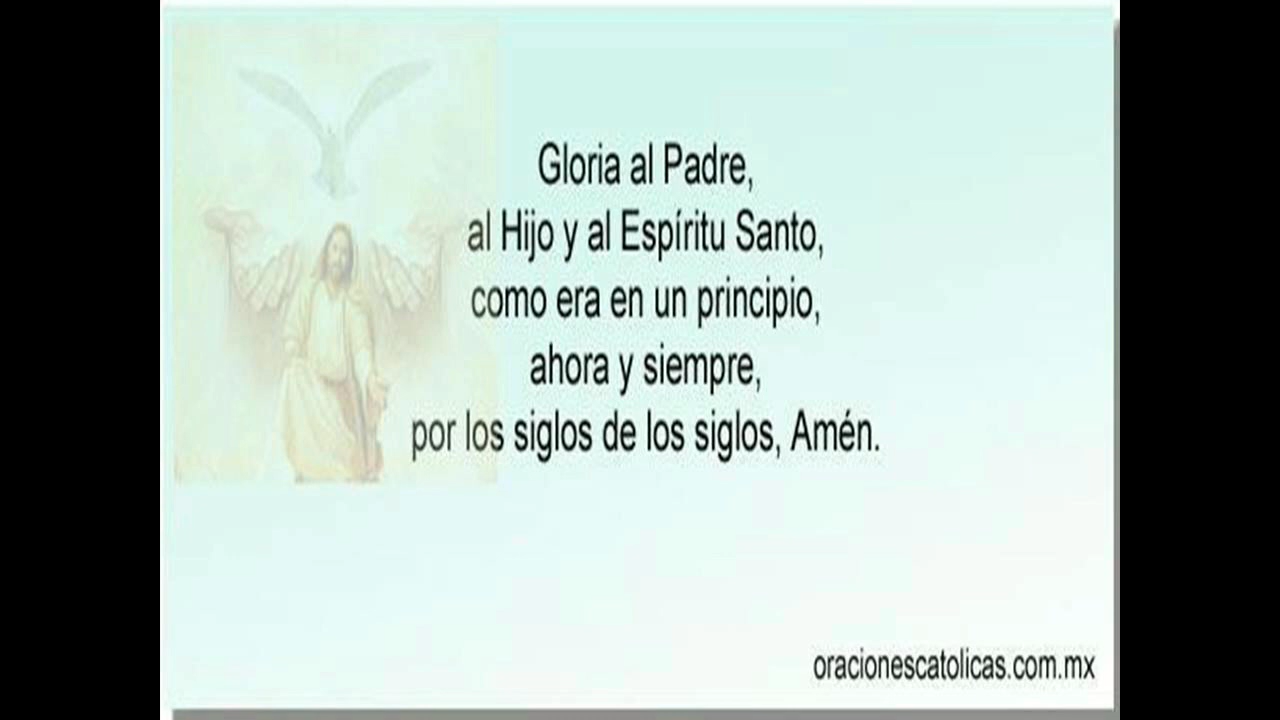 Gloria al Padre,
al Hijo y al Espíritu Santo,
como era en un principio,
ahora y siempre,
por los siglos de los siglos, Amén.
oracionescatolicas.com.mx